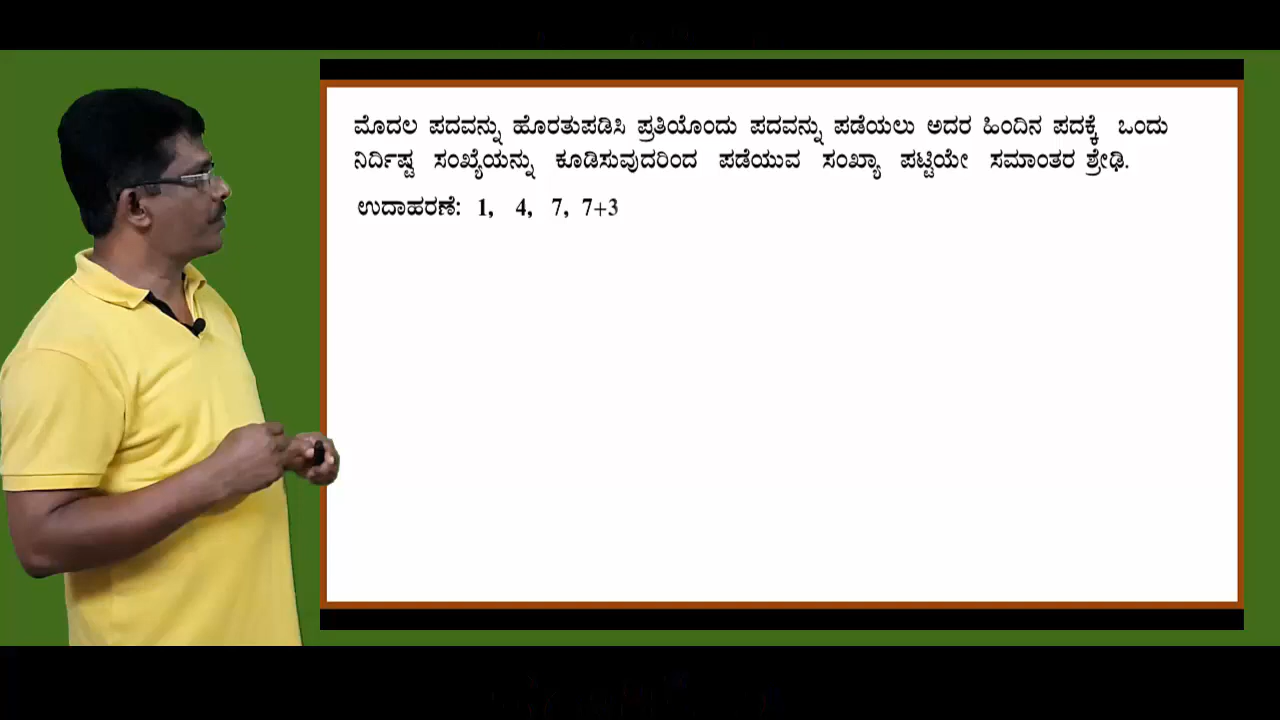 ಮೊದಲ ಪದವನ್ನು ಹೊರತುಪಡಿಸಿ ಪ್ರತಿಯೊಂದು ಪದವನ್ನು ಪಡೆಯಲು ಅದರ ಹಿಂದಿನ ಪದಕ್ಕೆ ಒಂದು
ನಿರ್ದಿಷ್ಟ ಸಂಖ್ಯೆಯನ್ನು ಕೂಡಿಸುವುದರಿಂದ ಪಡೆಯುವ ಸಂಖ್ಯಾ ಪಟ್ಟಿಯೇ ಸಮಾಂತರ ಶ್ರೇಢಿ.
ಉದಾಹರಣೆ: 1, 4, 7, 7+3